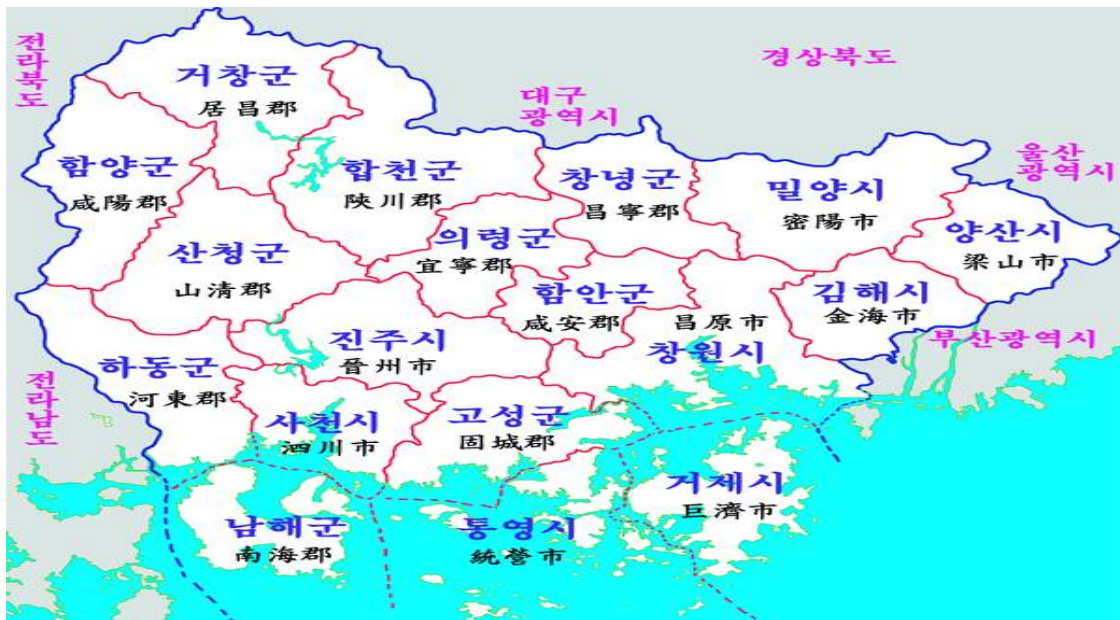 전라북도
경상북도
거창군
居昌郡
대구
광역시
울산
광역시
함양군
咸陽郡
합천군
陜川郡
창녕군
昌寧郡
밀양시
密陽市
양산시
梁山市
산청군
山淸郡
의령군
宜寧郡
함안군
咸安郡
昌原市
창원시
김해시
金海市
부산광역시
진주시
晉州市
하동군
河東郡
전라남도
사천시
泗川市
고성군
固城郡
거제시
巨濟市
남해군
南海郡
통영시
統營市